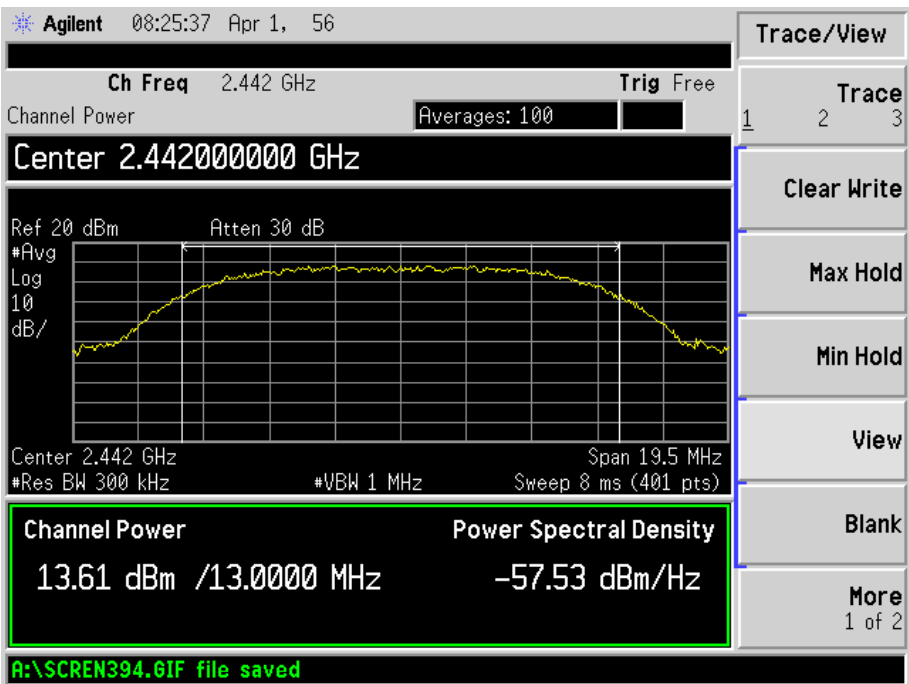 Agilent 08:25:37 Apr 1, 56
Trace/View
Ch Freq 2.442 GHz Trig Free
Channel Power Averages: 100
Center 2.442000000 GHz
Ref 20 dBm Atten 30 dB
#Avg
Log
10
dB/
Center 2.442 GHz Span 19.5 MHz
#Res BW 300 kHz #VBW 1 MHz Sweep 8 ms (401 pts)
Channel Power Power Spectral Density
13.61 dBm /13.0000 MHz -57.53 dBm/Hz
A:\SCREN394.GIF file saved
Trace
1 2 3
Clear Write
Max Hold
Min Hold
View
Blank
More
1 of 2